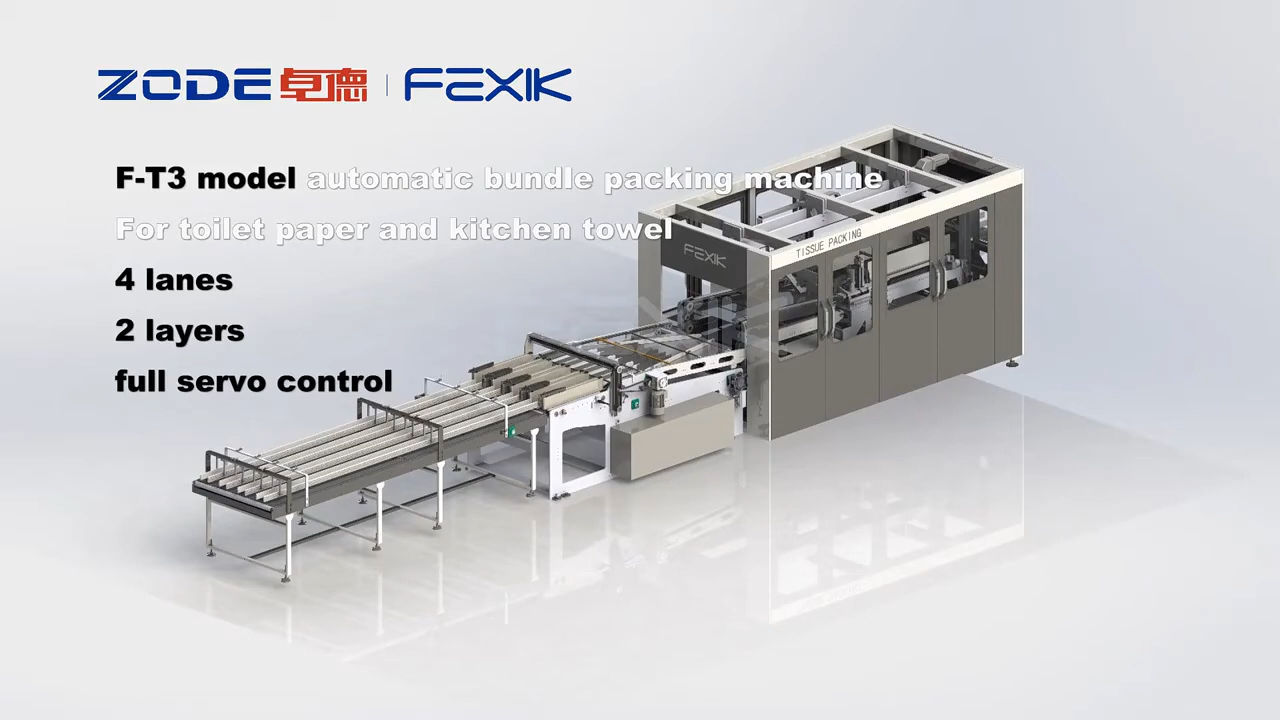 ZODE卓德 | FEXIK
F-T3 model automatic bundle packing machine
For toilet paper and kitchen towel
4 lanes
2 layers
full servo control
FEXIK
TISSUE PACKING